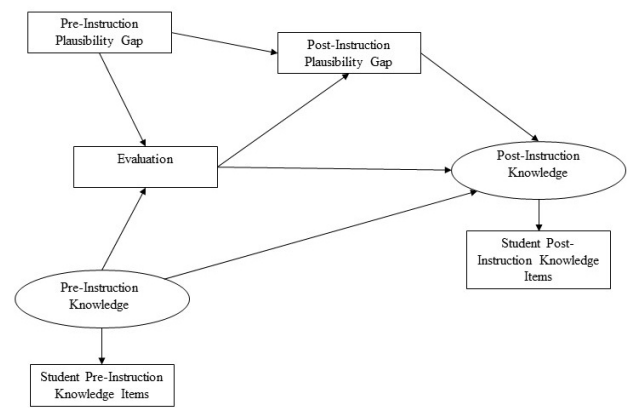 Pre-Instruction
Plausibility Gap
Post-Instruction
Plausibility Gap
Evaluation
Post-Instruction
Knowledge
Student Post-
Instruction Knowledge
Items
Pre-Instruction
Knowledge
Student Pre-Instruction
Knowledge Items